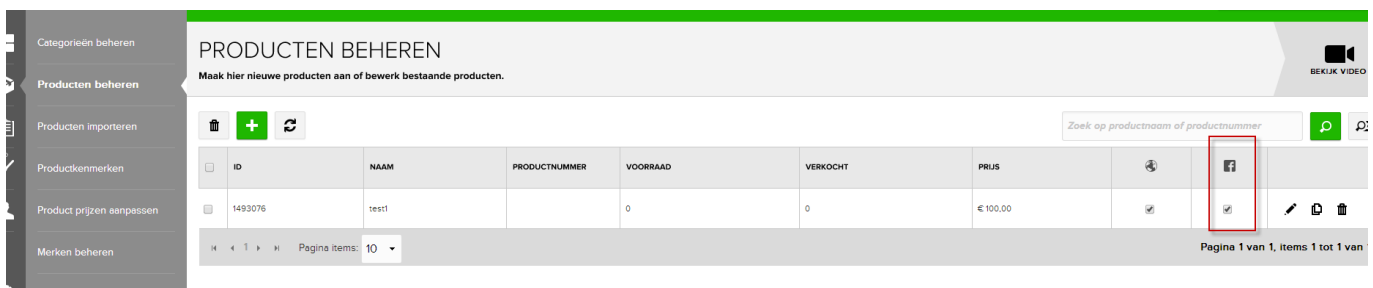 Categorieën beheren
Producten beheren
Producten importeren
Productkenmerken
Product prijzen aanpassen
Merken beheren
PRODUCTEN BEHEREN
Maak hier nieuwe producten aan of bewerk bestaande producten.
BEKIJK VIDEO
Zoek op productnaam of productnummer
ID NAAM PRODUCTNUMMER VOORRAAD VERKOCHT PRIJS
1493076 test1 0 0 € 100,00
1 Pagina items: 10 Pagina 1 van 1, items 1 tot 1 van